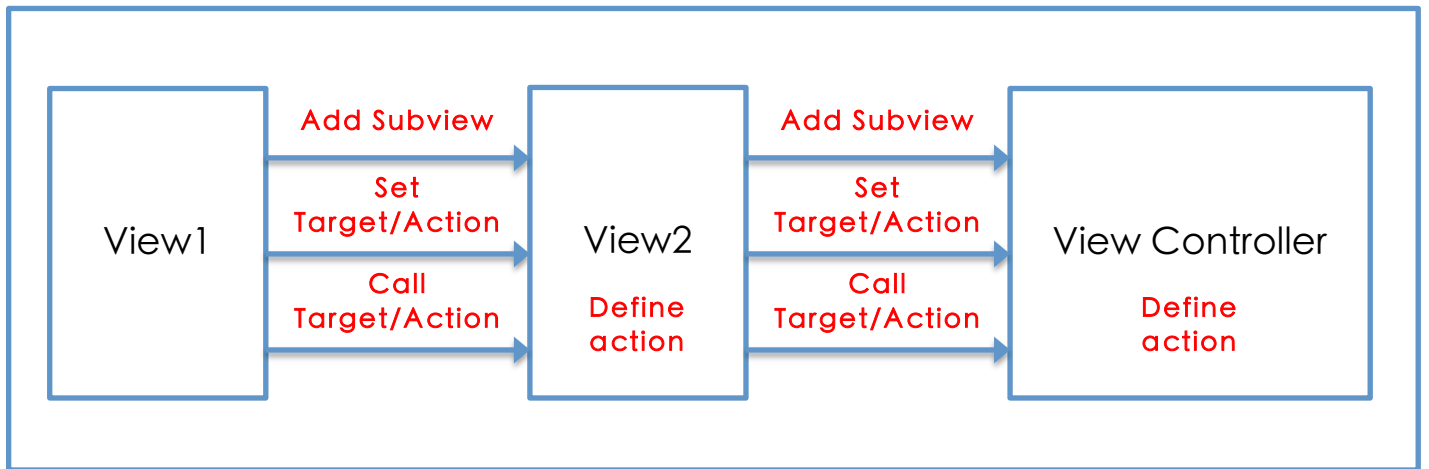 View1
Add Subview
Set
Target/Action
Call
Target/Action
View2
Define
action
Add Subview
Set
Target/Action
Call
Target/Action
View Controller
Define
action